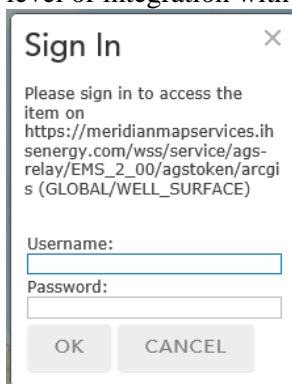 level of integration with
Sign In
Please sign in to access the
item on
https://meridianmapservices.ih
senergy.com/wss/service/ags-
relay/EMS_2_00/agstoken/arcgi
s (GLOBAL/WELL_SURFACE)
Username:
Password:
OK CANCEL